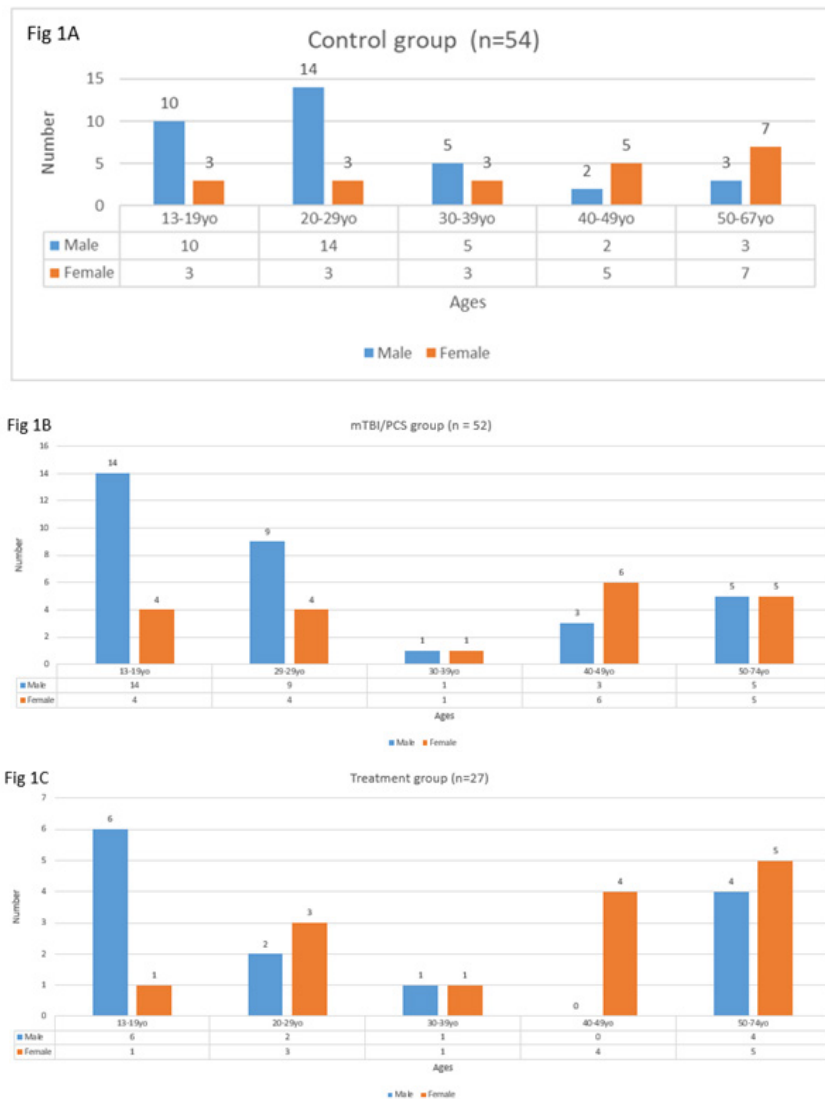 Fig 1A
Control group (n=54)
Number
15
10
5
0
10
3
14
3
5
3
2
5
3
7
13-19yo 20-29yo 30-39yo 40-49yo 50-67yo
Male 10 14 5 2 3
Female 3 3 3 5 7
Ages
Male Female
Fig 1B
mTBI/PCS group (n = 52)
Number
16
14
12
10
8
6
4
2
0
14
4
9
4
1
1
3
6
5
5
13-19yo 29-29yo 30-39yo 40-49yo 50-74yo
Male 14 9 1 3 5
Female 4 4 1 6 5
Ages
Male Female
Fig 1C
Treatment group (n=27)
Number
7
6
5
4
3
2
1
0
6
1
2
3
1
1
0
4
4
5
13-19yo 20-29yo 30-39yo 40-49yo 50-74yo
Male 6 2 1 0 4
Female 1 3 1 4 5
Ages
Male Female